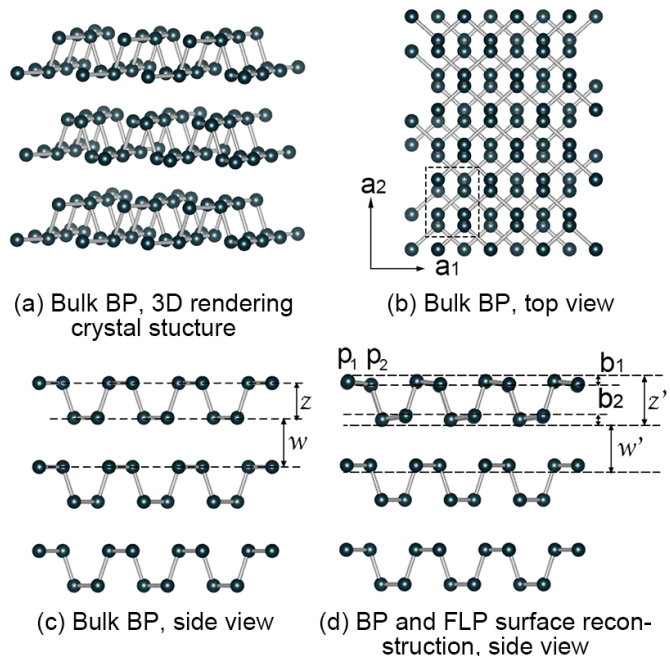 a₂
a₁
(a) Bulk BP, 3D rendering
crystal stucture
(b) Bulk BP, top view
z
w
p₁ p₂
b₁
b₂
z'
w'
(c) Bulk BP, side view
(d) BP and FLP surface recon-
struction, side view